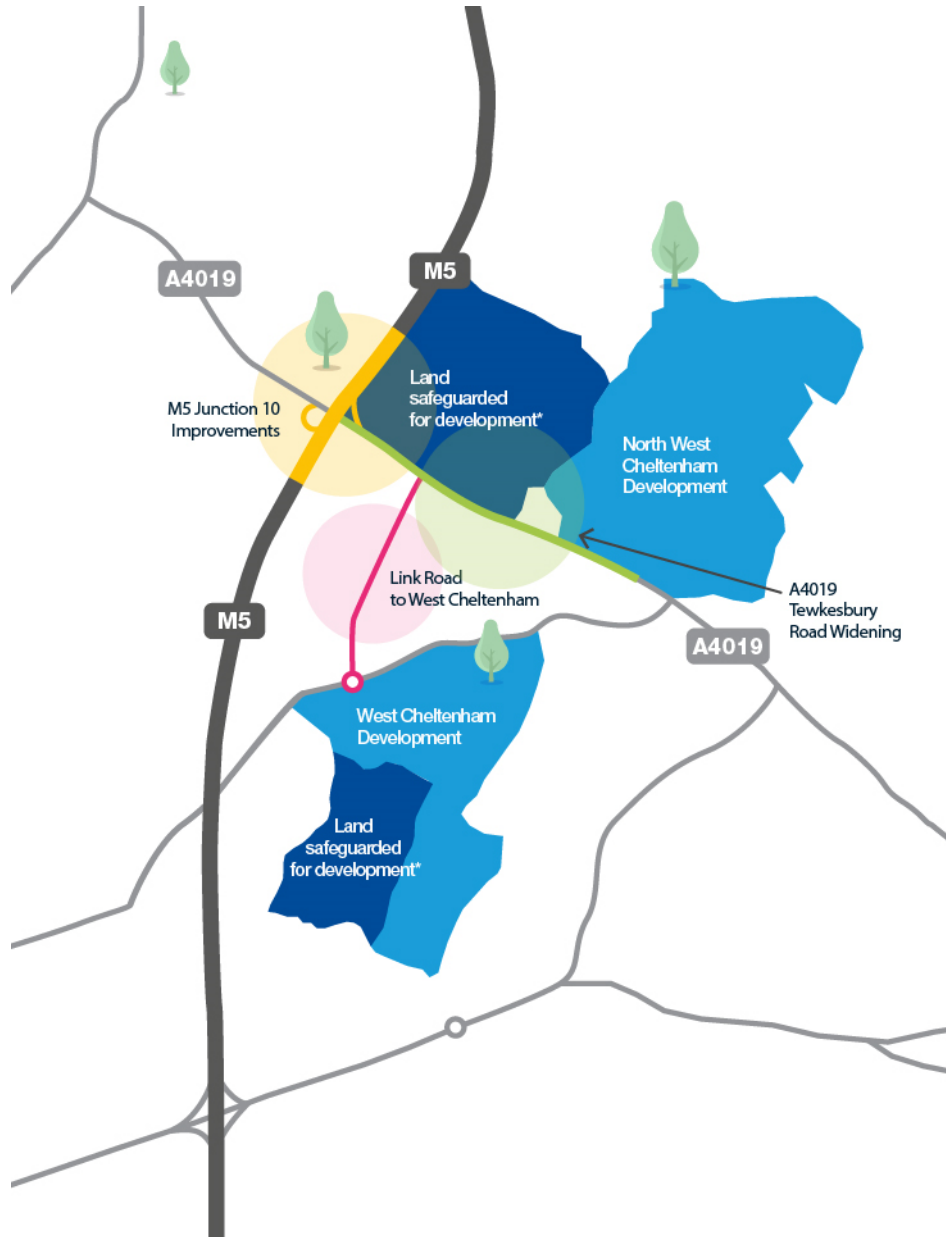 M5
A4019
Land
safeguarded
for development*
M5 Junction 10
Improvements
North West
Cheltenham
Development
Link Road
to West Cheltenham
A4019
Tewkesbury
Road Widening
M5
A4019
West Cheltenham
Development
Land
safeguarded
for development*